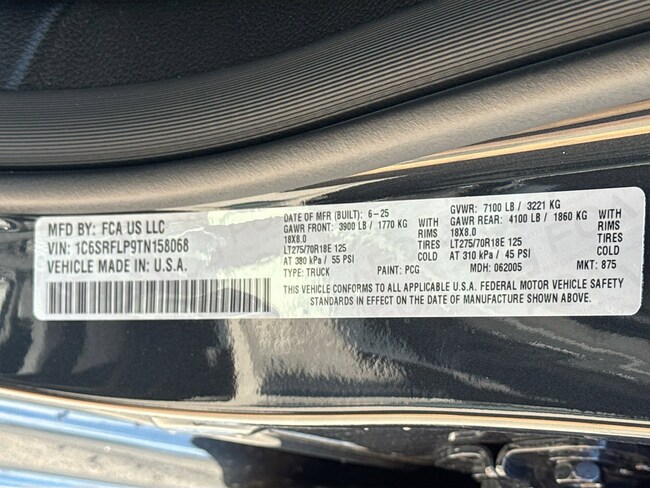 MFD BY: FCA US LLC
VIN: 1C6SRFLP9TN158068
VEHICLE MADE IN: U.S.A.
DATE OF MFR (BUILT): 6-25
GVWR: 7100 LB / 3221 KG
GAWR FRONT: 3900 LB / 1770 KG WITH
GAWR REAR: 4100 LB / 1860 KG WITH
18X8.0 RIMS
18X8.0 RIMS
LT275/70R18E 125 TIRES
LT275/70R18E 125 TIRES
AT 380 kPa / 55 PSI COLD
AT 310 kPa / 45 PSI COLD
TYPE: TRUCK PAINT: PCG MDH: 062005 MKT: 875
THIS VEHICLE CONFORMS TO ALL APPLICABLE U.S.A. FEDERAL MOTOR VEHICLE SAFETY
STANDARDS IN EFFECT ON THE DATE OF MANUFACTURE SHOWN ABOVE.